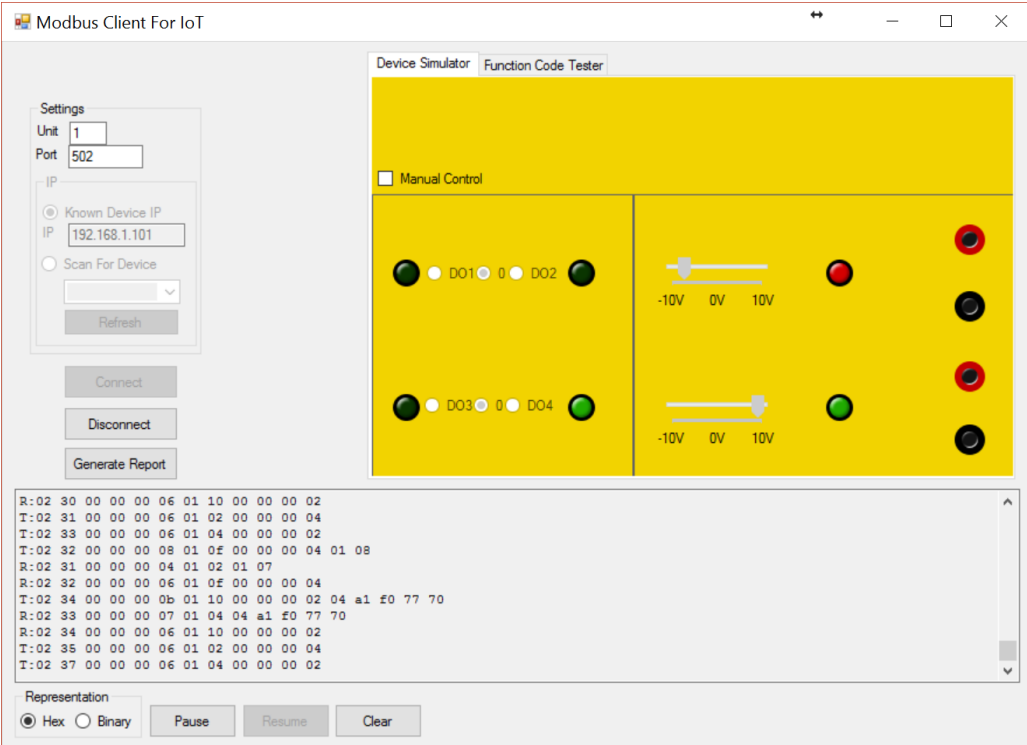 Modbus Client For IoT
Device Simulator
Function Code Tester
Settings
Unit 1
Port 502
IP
Known Device IP
IP 192.168.1.101
Scan For Device
Refresh
Connect
Disconnect
Generate Report
Manual Control
DO1 0 DO2
-10V 0V 10V
DO3 0 DO4
-10V 0V 10V
R:02 30 00 00 00 06 01 10 00 00 00 02
T:02 31 00 00 00 06 01 02 00 00 00 04
T:02 33 00 00 00 06 01 04 00 00 00 02
T:02 32 00 00 00 08 01 0f 00 00 00 04 01 08
R:02 31 00 00 00 04 01 02 01 07
R:02 32 00 00 00 06 01 0f 00 00 00 04
T:02 34 00 00 00 0b 01 10 00 00 00 02 04 a1 f0 77 70
R:02 33 00 00 00 07 01 04 04 a1 f0 77 70
R:02 34 00 00 00 06 01 10 00 00 00 02
T:02 35 00 00 00 06 01 02 00 00 00 04
T:02 37 00 00 00 06 01 04 00 00 00 02
Representation
Hex Binary
Pause
Resume
Clear